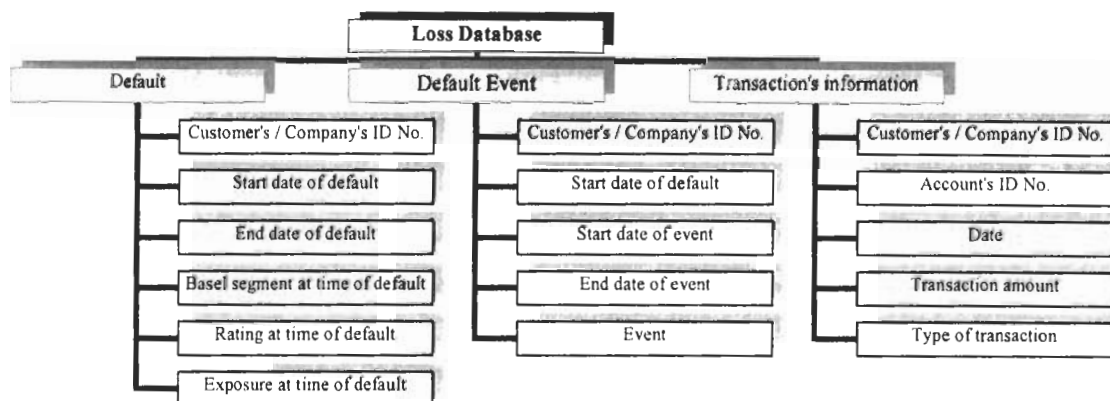 Loss Database
Default
Default Event
Transaction's information
Customer's / Company's ID No.
Start date of default
End date of default
Basel segment at time of default
Rating at time of default
Exposure at time of default
Customer's / Company's ID No.
Start date of default
Start date of event
End date of event
Event
Customer's / Company's ID No.
Account's ID No.
Date
Transaction amount
Type of transaction